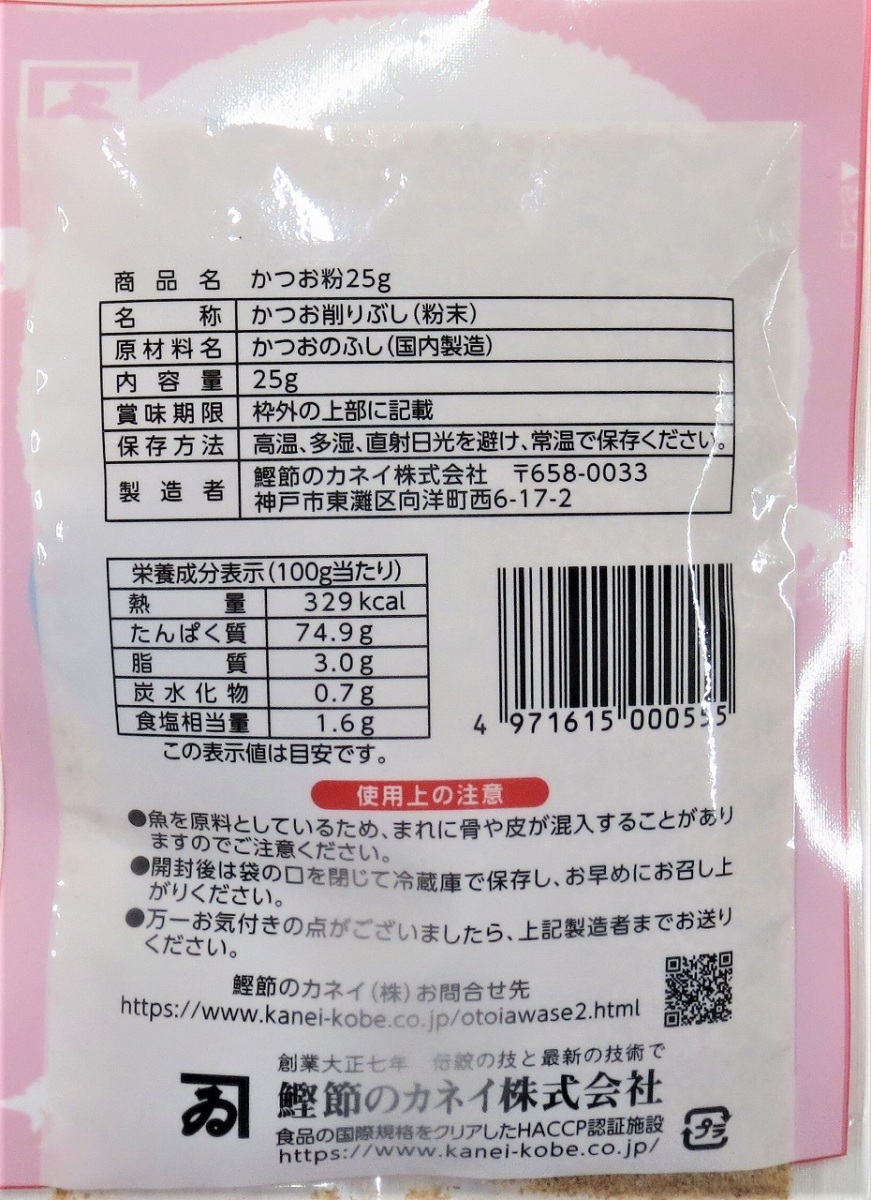 商品名 かつお粉25g
名称 かつお削りぶし(粉末)
原材料名 かつおのふし(国内製造)
内容量 25g
賞味期限 枠外の上部に記載
保存方法 高温、多湿、直射日光を避け、常温で保存ください。
製造者 鰹節のカネイ株式会社 〒658-0033
神戸市東灘区向洋町西6-17-2
栄養成分表示(100g当たり)
熱量 329kcal
たんぱく質 74.9g
脂質 3.0g
炭水化物 0.7g
食塩相当量 1.6g
この表示値は目安です。
4 971615 000555
使用上の注意
●魚を原料としているため、まれに骨や皮が混入することがあり
ますのでご注意ください。
●開封後は袋の口を閉じて冷蔵庫で保存し、お早めにお召し上
がりください。
●万一お気付きの点がございましたら、上記製造者までお送り
ください。
鰹節のカネイ(株)お問合せ先
https://www.kanei-kobe.co.jp/otoiawase2.html
創業大正七年 伝統の技と最新の技術で
ゐ
鰹節のカネイ株式会社
食品の国際規格をクリアしたHACCP認証施設
https://www.kanei-kobe.co.jp/
プラ